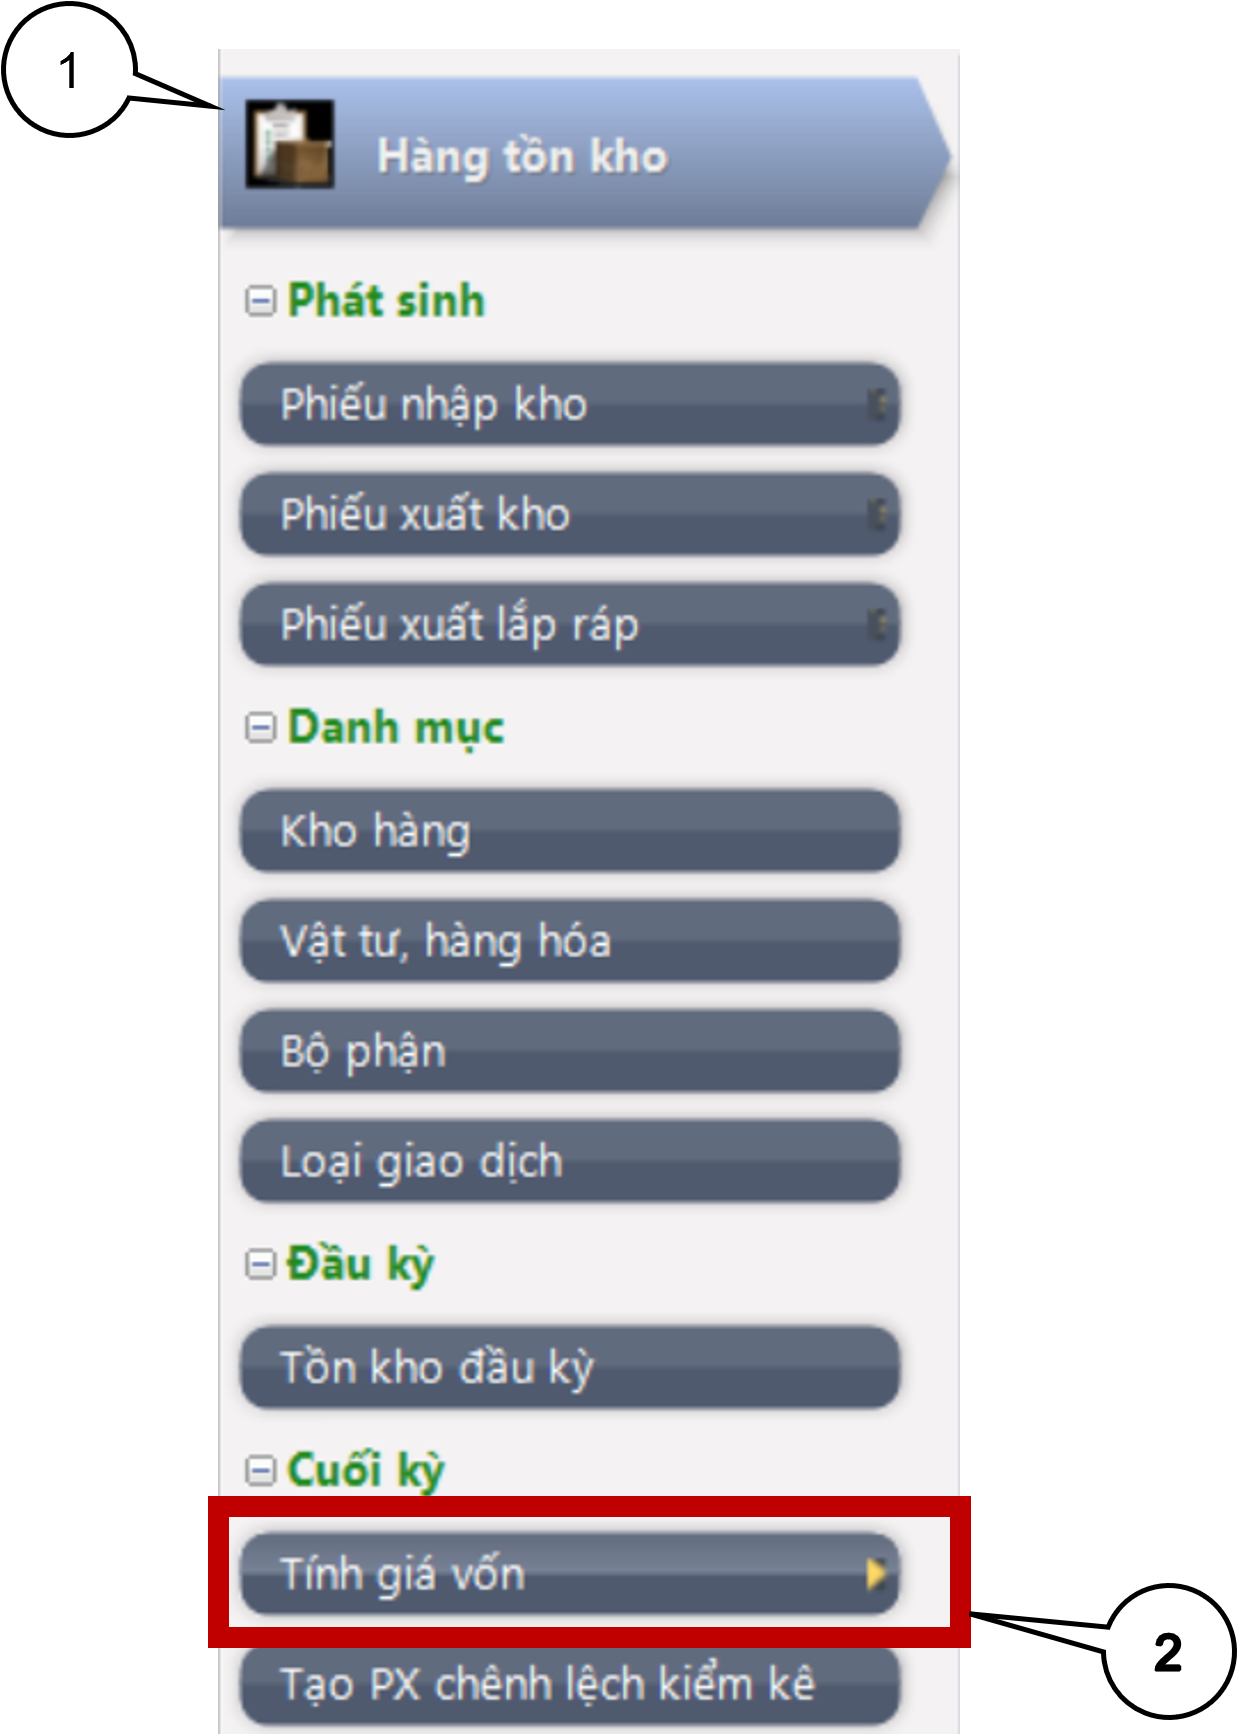 1
Hàng tồn kho
Phát sinh
Phiếu nhập kho
Phiếu xuất kho
Phiếu xuất lắp ráp
Danh mục
Kho hàng
Vật tư, hàng hóa
Bộ phận
Loại giao dịch
Đầu kỳ
Tồn kho đầu kỳ
Cuối kỳ
Tính giá vốn
2
Tạo PX chênh lệch kiểm kê